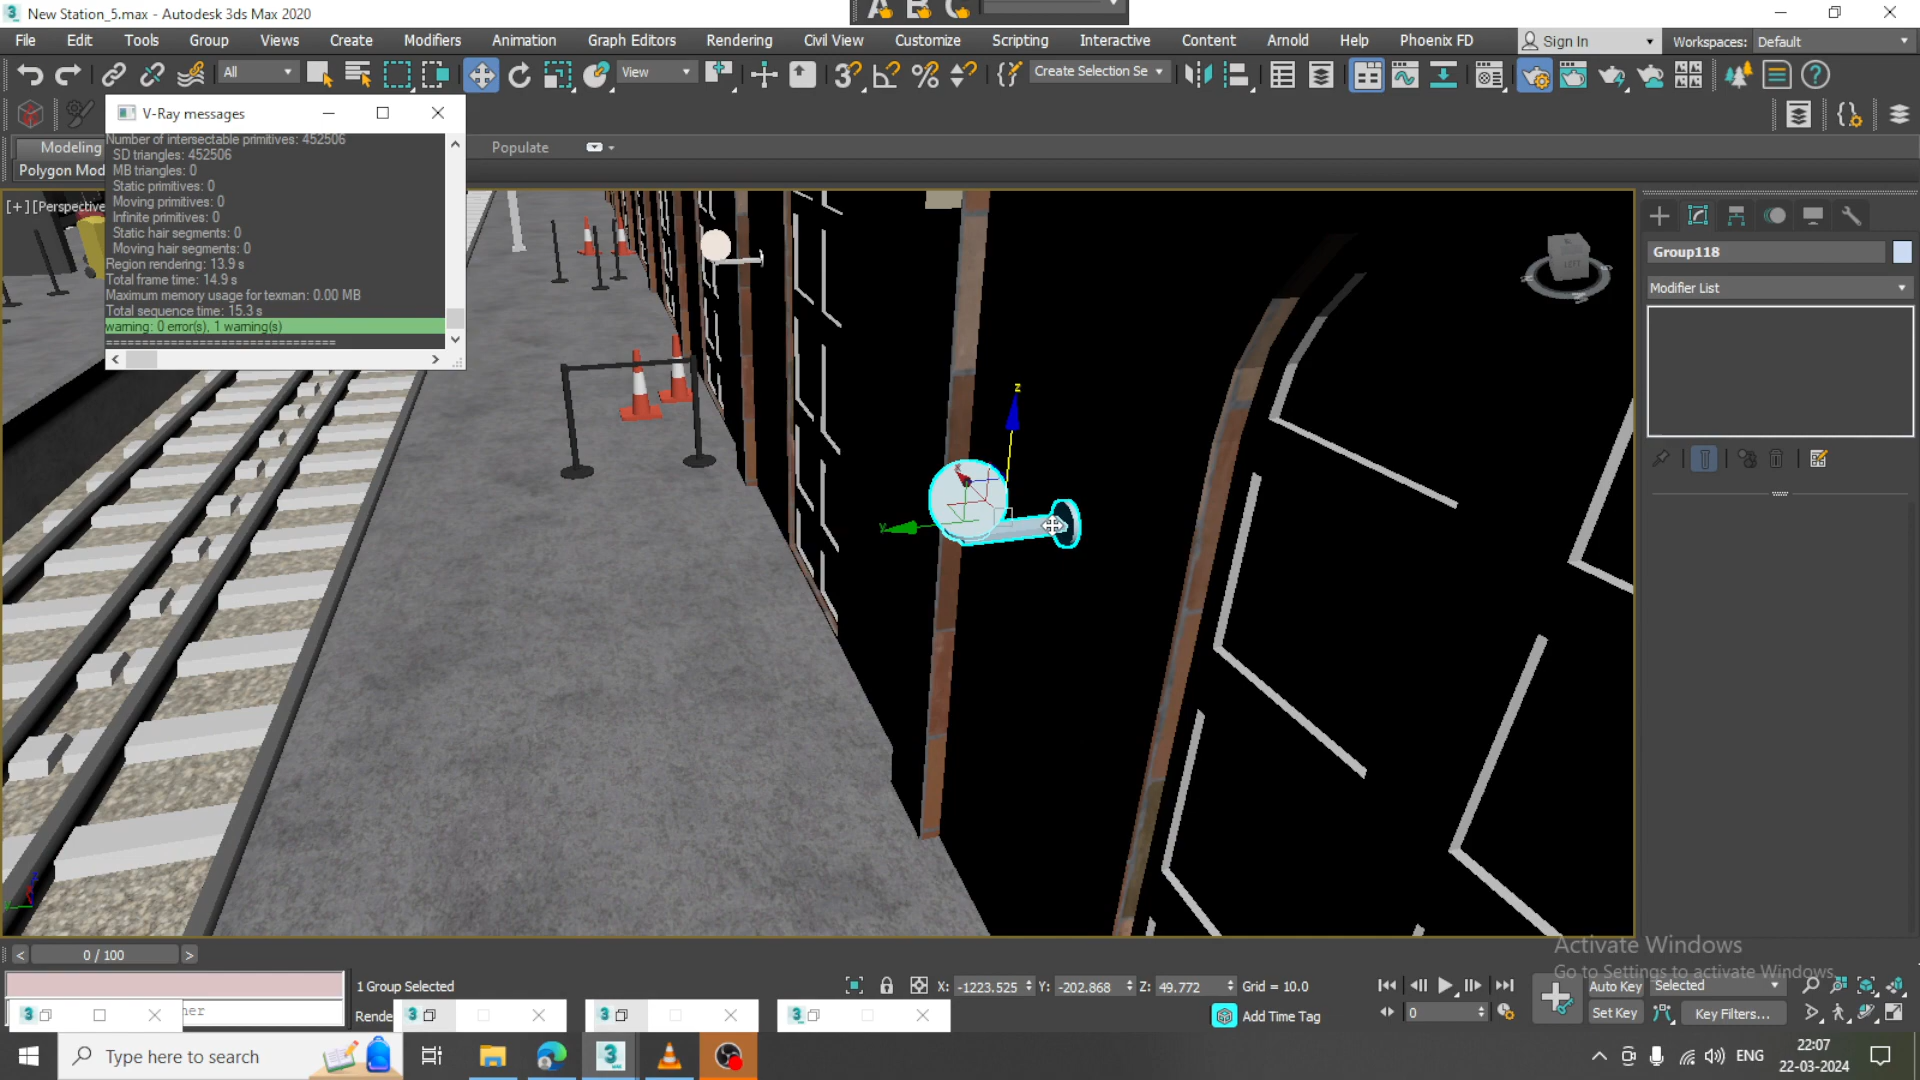 New Station_5.max - Autodesk 3ds Max 2020
File Edit Tools Group Views Create Modifiers Animation Graph Editors Rendering Civil View Customize Scripting Interactive Content Arnold Help Phoenix FD
Sign In
Workspaces: Default
All
View
Create Selection Se
V-Ray messages
Modeling
Populate
Polygon Mod
Number of intersectable primitives: 452506
SD triangles: 452506
MB triangles: 0
Static primitives: 0
Moving primitives: 0
Infinite primitives: 0
Static hair segments: 0
Moving hair segments: 0
Region rendering: 13.9 s
Total frame time: 14.9 s
Maximum memory usage for texman: 0.00 MB
Total sequence time: 15.3 s
warning: 0 error(s), 1 warning(s)
==============================
[+][Perspective
Group118
Modifier List
z
y
0 / 100
Activate Windows
Go to Settings to activate Windows.
1 Group Selected
X: -1223.525 Y: -202.868 Z: 49.772 Grid = 10.0
Auto Key Selected
Rende
Add Time Tag
0
Set Key Key Filters...
Type here to search
ENG
22:07
22-03-2024